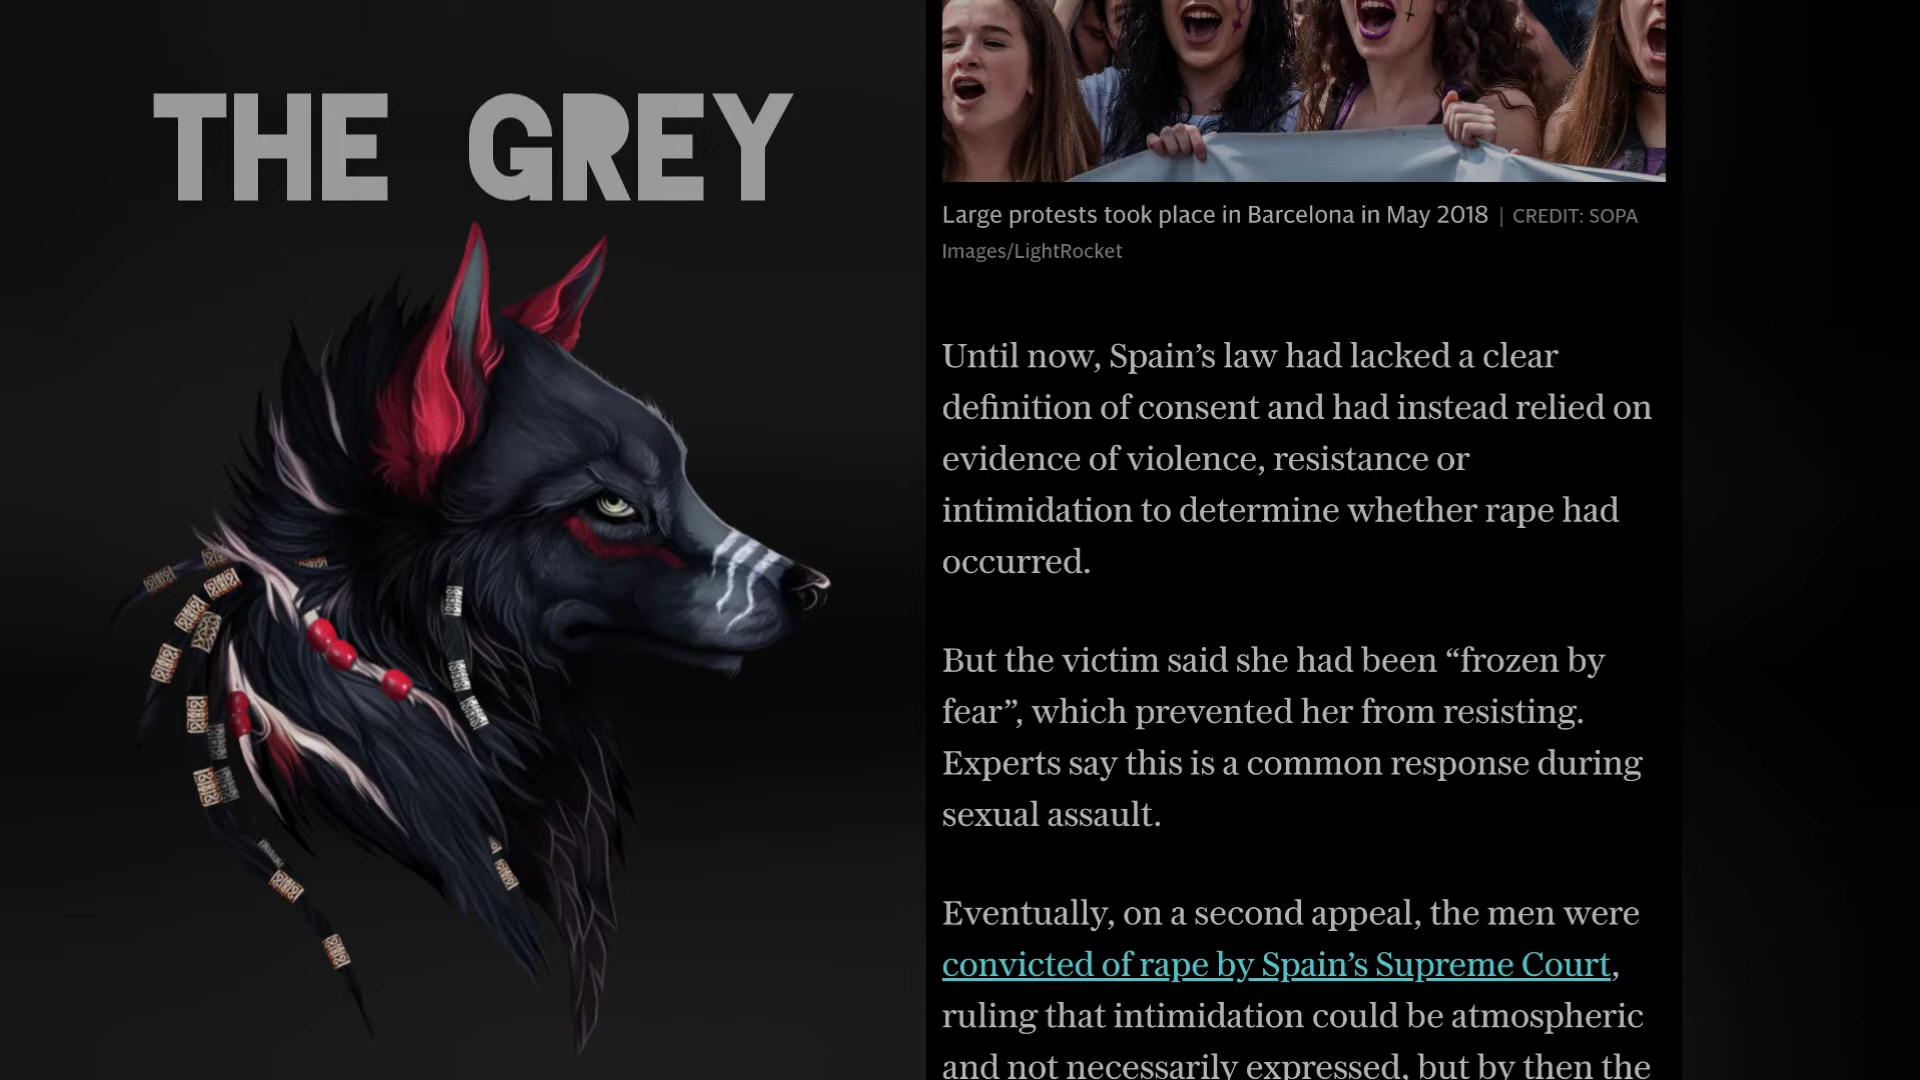 THE GREY
Large protests took place in Barcelona in May 2018 | CREDIT: SOPA
Images/LightRocket
Until now, Spain’s law had lacked a clear
definition of consent and had instead relied on
evidence of violence, resistance or
intimidation to determine whether rape had
occurred.
But the victim said she had been “frozen by
fear”, which prevented her from resisting.
Experts say this is a common response during
sexual assault.
Eventually, on a second appeal, the men were
convicted of rape by Spain’s Supreme Court,
ruling that intimidation could be atmospheric
and not necessarily expressed, but by then the